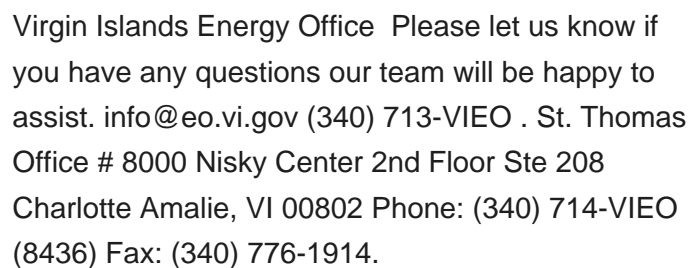 Virgin Islands Energy Office  Please let us know if
you have any questions our team will be happy to
assist. info@eo.vi.gov (340) 713-VIEO . St. Thomas
Office # 8000 Nisky Center 2nd Floor Ste 208
Charlotte Amalie, VI 00802 Phone: (340) 714-VIEO
(8436) Fax: (340) 776-1914.